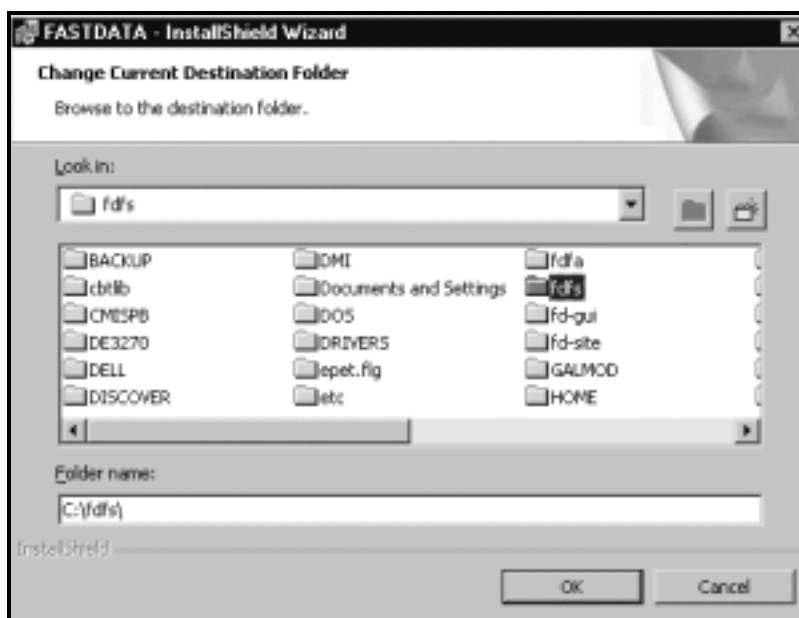 FASTDATA - InstallShield Wizard
Change Current Destination Folder
Browse to the destination folder.
Look in:
fdfs
BACKUP DMI fdfa
cbtlib Documents and Settings fdfs
CMISPB DOS fd-gui
DE3270 DRIVERS fd-site
DELL epet.fig GALMOD
DISCOVER etc HOME
Folder name:
C:\fdfs\
InstallShield
OK Cancel